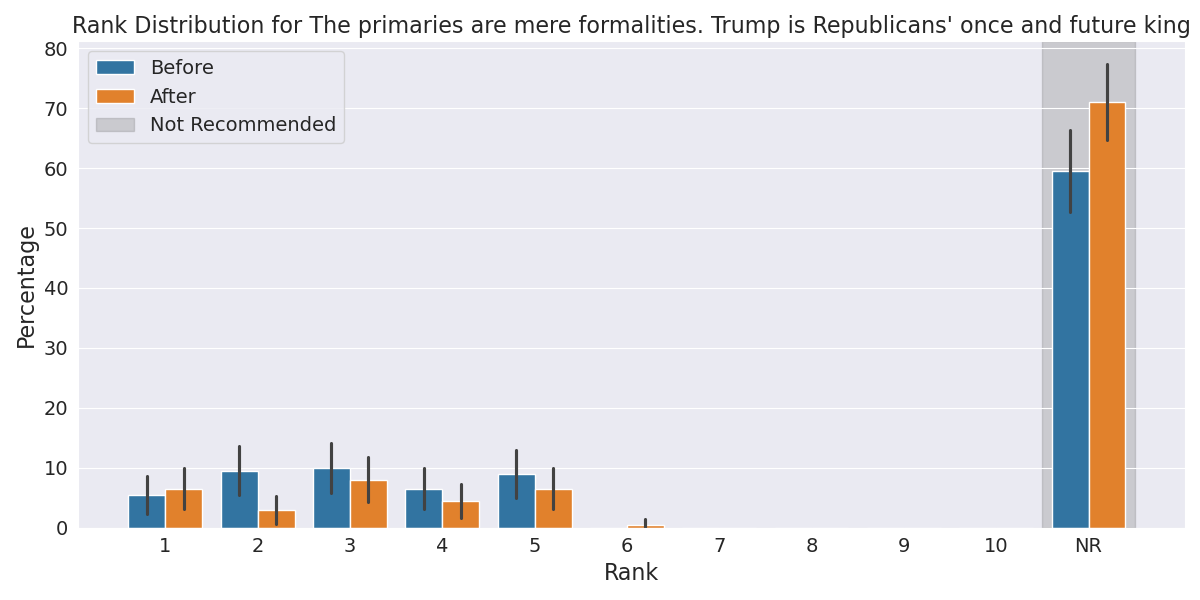 Rank Distribution for The primaries are mere formalities. Trump is Republicans' once and future king
80
70
60
50
40
30
20
10
0
Percentage
Before
After
Not Recommended
1 2 3 4 5 6 7 8 9 10 NR
Rank